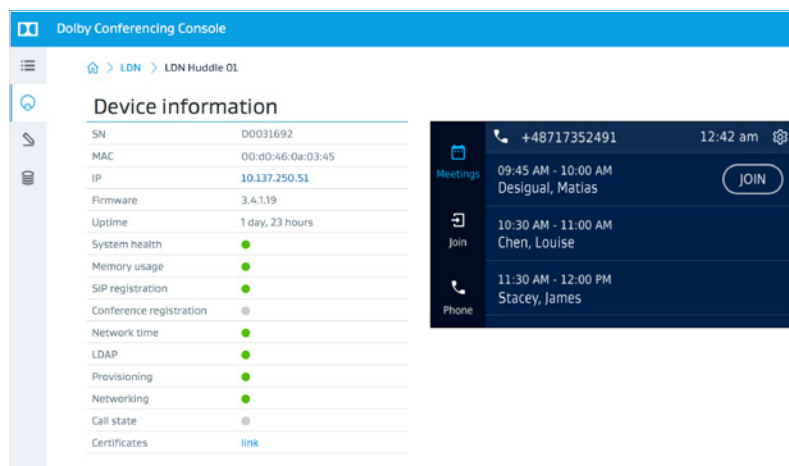 Dolby Conferencing Console
LDN > LDN Huddle 01
Device information
SN D0031692
MAC 00:d0:46:0a:03:45
IP 10.137.250.51
Firmware 3.4.1.19
Uptime 1 day, 23 hours
System health
Memory usage
SIP registration
Conference registration
Network time
LDAP
Provisioning
Networking
Call state
Certificates link
+48717352491 12:42 am
Meetings
09:45 AM - 10:00 AM
Desigual, Matias
JOIN
Join
10:30 AM - 11:00 AM
Chen, Louise
Phone
11:30 AM - 12:00 PM
Stacey, James